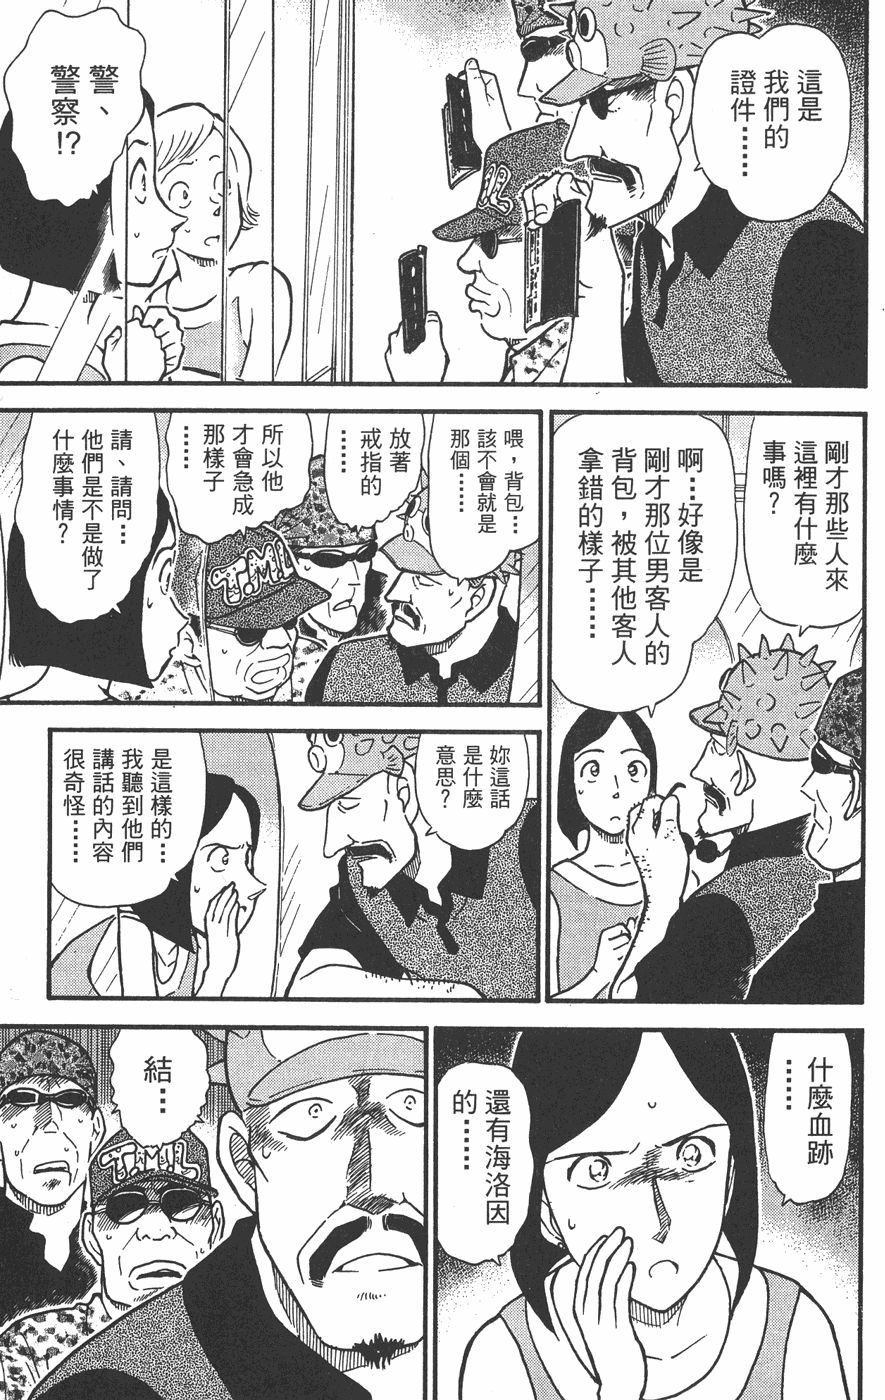 這是
我們的
證件……
警、
警察!?
剛才那些人來
這裡有什麼
事嗎？
啊…好像是
剛才那位男客人的
背包，被其他客人
拿錯的樣子……
喂，背包…
該不會就是
那個……
放著
戒指的
……
所以他
才會急成
那樣子
……
請、請問…
他們是不是做了
什麼事情？
T.M.L
妳這話
是什麼
意思？
是這樣的…
我聽到他們
講話的內容
很奇怪……
什麼血跡
……
還有海洛因
的……
結…
T.M.L